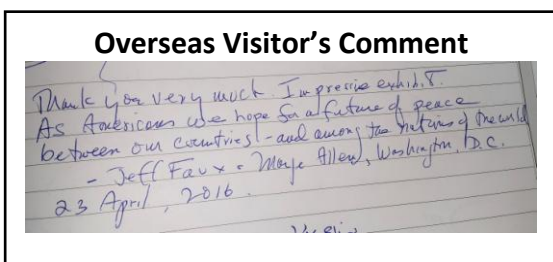 Overseas Visitor's Comment
Thank you very much. Impressive exhibit.
As Americans we hope for a future of peace
between our countries - and among the nations of the world
- Jeff Faux - Marge Allen, Washington, D.C.
23 April, 2016